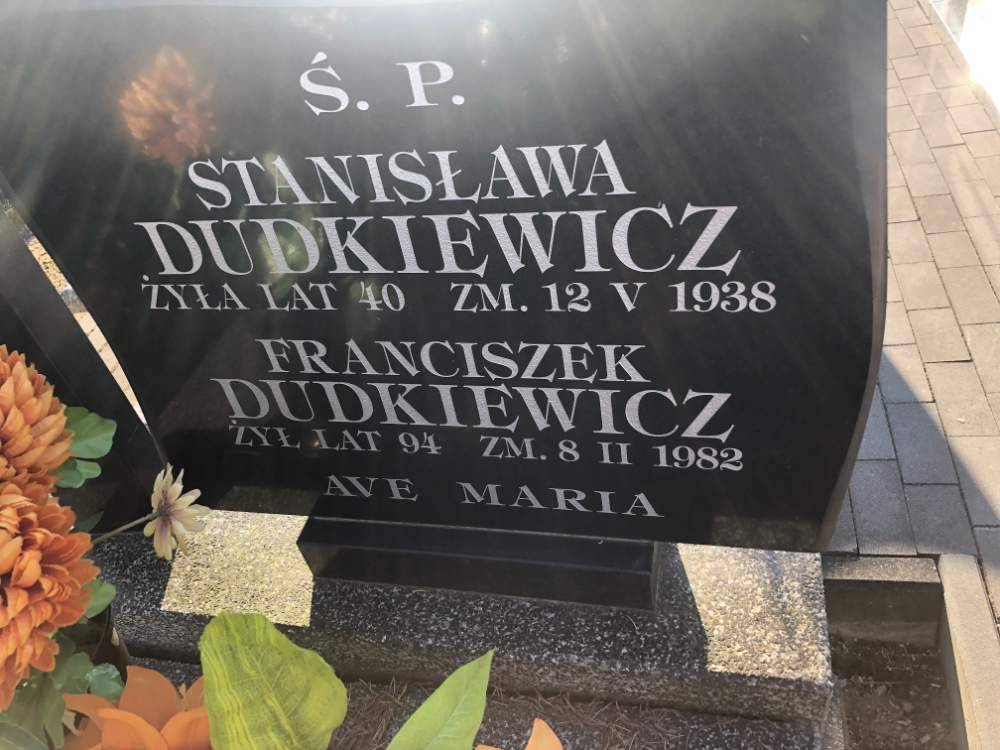 Ś. P.
STANISŁAWA
DUDKIEWICZ
ŻYŁA LAT 40 ZM. 12 V 1938
FRANCISZEK
DUDKIEWICZ
ŻYŁ LAT 94 ZM. 8 II 1982
AVE MARIA